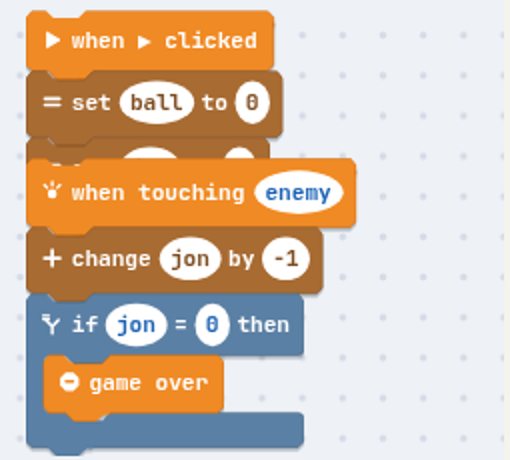 when clicked
= set ball to 0
when touching enemy
+ change jon by -1
if jon = 0 then
game over